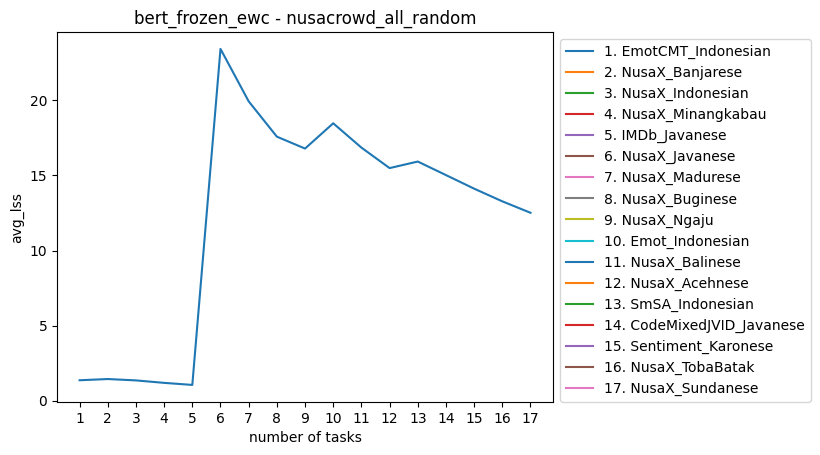 bert_frozen_ewc - nusacrowd_all_random
avg_lss
20
15
10
5
0
1 2 3 4 5 6 7 8 9 10 11 12 13 14 15 16 17
number of tasks
1. EmotCMT_Indonesian
2. NusaX_Banjarese
3. NusaX_Indonesian
4. NusaX_Minangkabau
5. IMDb_Javanese
6. NusaX_Javanese
7. NusaX_Madurese
8. NusaX_Buginese
9. NusaX_Ngaju
10. Emot_Indonesian
11. NusaX_Balinese
12. NusaX_Acehnese
13. SmSA_Indonesian
14. CodeMixedJVID_Javanese
15. Sentiment_Karonese
16. NusaX_TobaBatak
17. NusaX_Sundanese